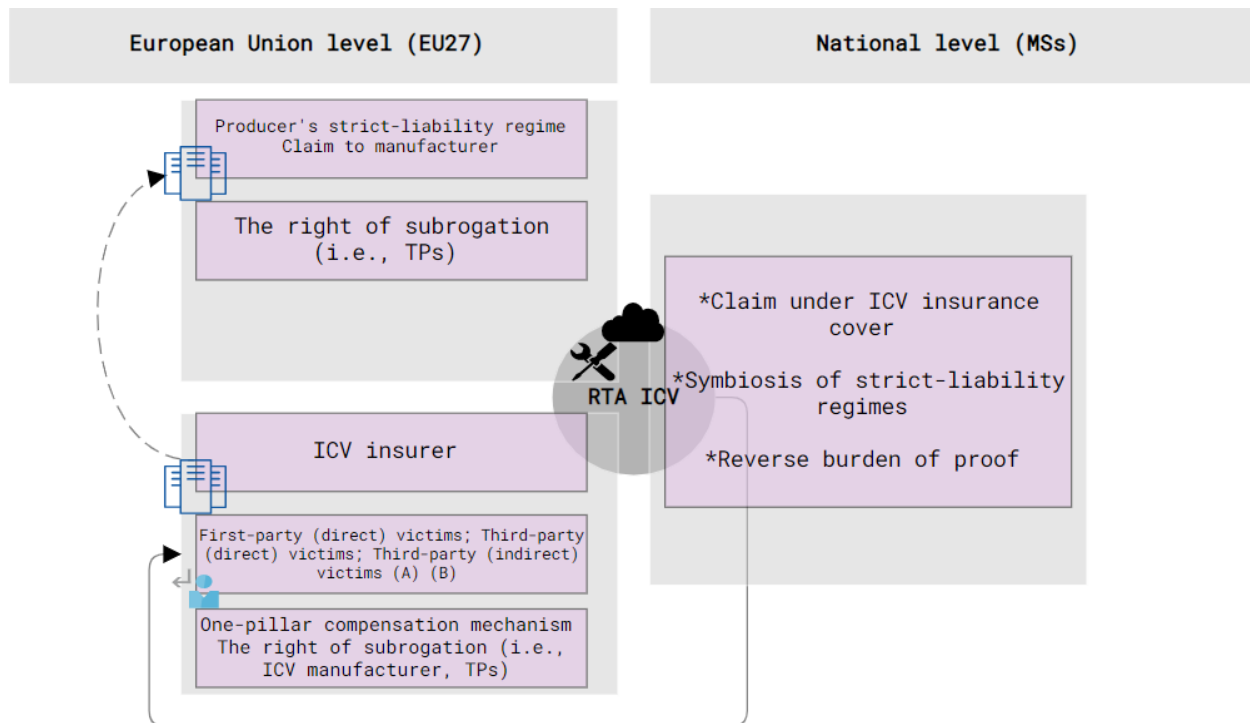 European Union level (EU27)
National level (MSs)
Producer's strict-liability regime
Claim to manufacturer
The right of subrogation
(i.e., TPs)
*Claim under ICV insurance
cover
*Symbiosis of strict-liability
regimes
*Reverse burden of proof
RTA ICV
ICV insurer
First-party (direct) victims; Third-party
(direct) victims; Third-party (indirect)
victims (A) (B)
One-pillar compensation mechanism
The right of subrogation (i.e.,
ICV manufacturer, TPs)